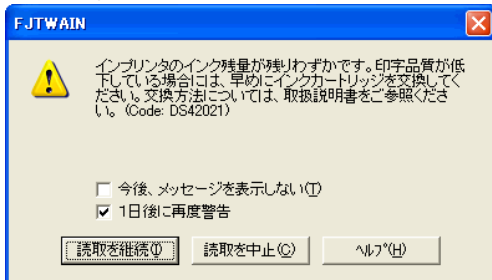 FJTWAIN
インプリンタのインク残量が残りわずかです。印字品質が低
下している場合には、早めにインクカートリッジを交換してく
ださい。交換方法については、取扱説明書をご参照くださ
い。(Code: DS42021)
今後、メッセージを表示しない(T)
1日後に再度警告
読取を継続(I) 読取を中止(C) ヘルプ(H)